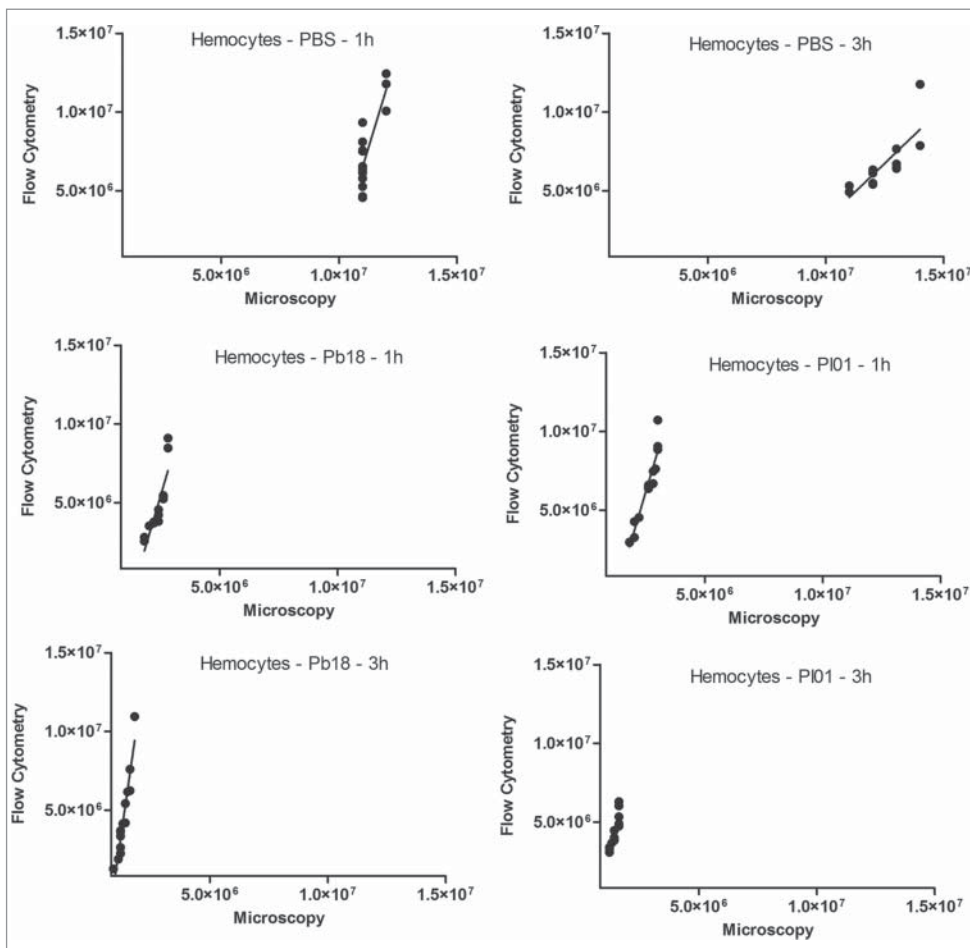 Hemocytes - PBS - 1h
1.5×10⁷
1.0×10⁷
5.0×10⁶
Flow Cytometry
5.0×10⁶ 1.0×10⁷ 1.5×10⁷
Microscopy
Hemocytes - PBS - 3h
1.5×10⁷
1.0×10⁷
5.0×10⁶
Flow Cytometry
5.0×10⁶ 1.0×10⁷ 1.5×10⁷
Microscopy
Hemocytes - Pb18 - 1h
1.5×10⁷
1.0×10⁷
5.0×10⁶
Flow Cytometry
5.0×10⁶ 1.0×10⁷ 1.5×10⁷
Microscopy
Hemocytes - Pl01 - 1h
1.5×10⁷
1.0×10⁷
5.0×10⁶
Flow Cytometry
5.0×10⁶ 1.0×10⁷ 1.5×10⁷
Microscopy
Hemocytes - Pb18 - 3h
1.5×10⁷
1.0×10⁷
5.0×10⁶
Flow Cytometry
5.0×10⁶ 1.0×10⁷ 1.5×10⁷
Microscopy
Hemocytes - Pl01 - 3h
1.5×10⁷
1.0×10⁷
5.0×10⁶
Flow Cytometry
5.0×10⁶ 1.0×10⁷ 1.5×10⁷
Microscopy